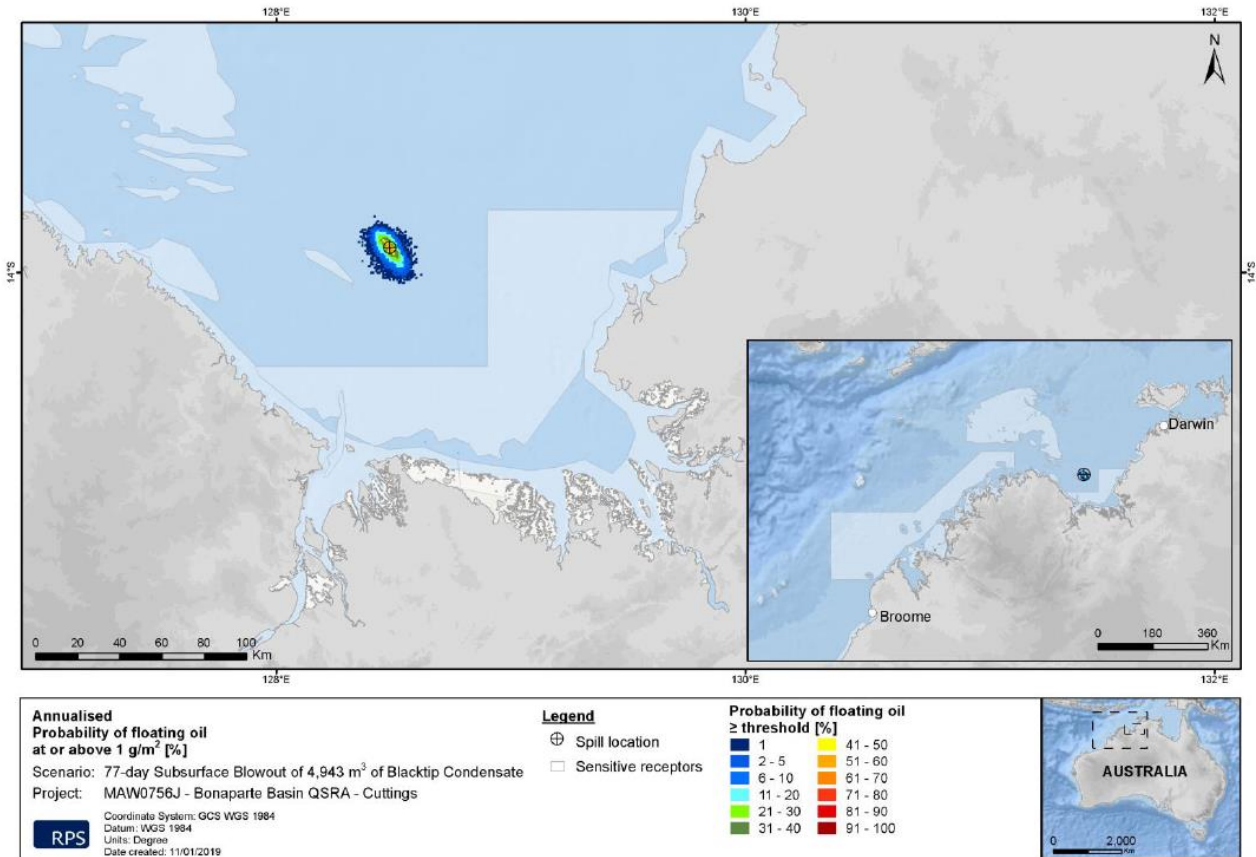 128°E
130°E
132°E
N
14°S
14°S
Darwin
Broome
0 20 40 60 80 100
Km
0 180 360
Km
128°E
130°E
132°E
Annualised
Probability of floating oil
at or above 1 g/m² [%]
Scenario: 77-day Subsurface Blowout of 4,943 m³ of Blacktip Condensate
Project: MAW0756J - Bonaparte Basin QSRA - Cuttings
RPS
Coordinate System: GCS WGS 1984
Datum: WGS 1984
Units: Degree
Date created: 11/01/2019
Legend
Spill location
Sensitive receptors
Probability of floating oil
≥ threshold [%]
1
2 - 5
6 - 10
11 - 20
21 - 30
31 - 40
41 - 50
51 - 60
61 - 70
71 - 80
81 - 90
91 - 100
AUSTRALIA
0 2,000
Km